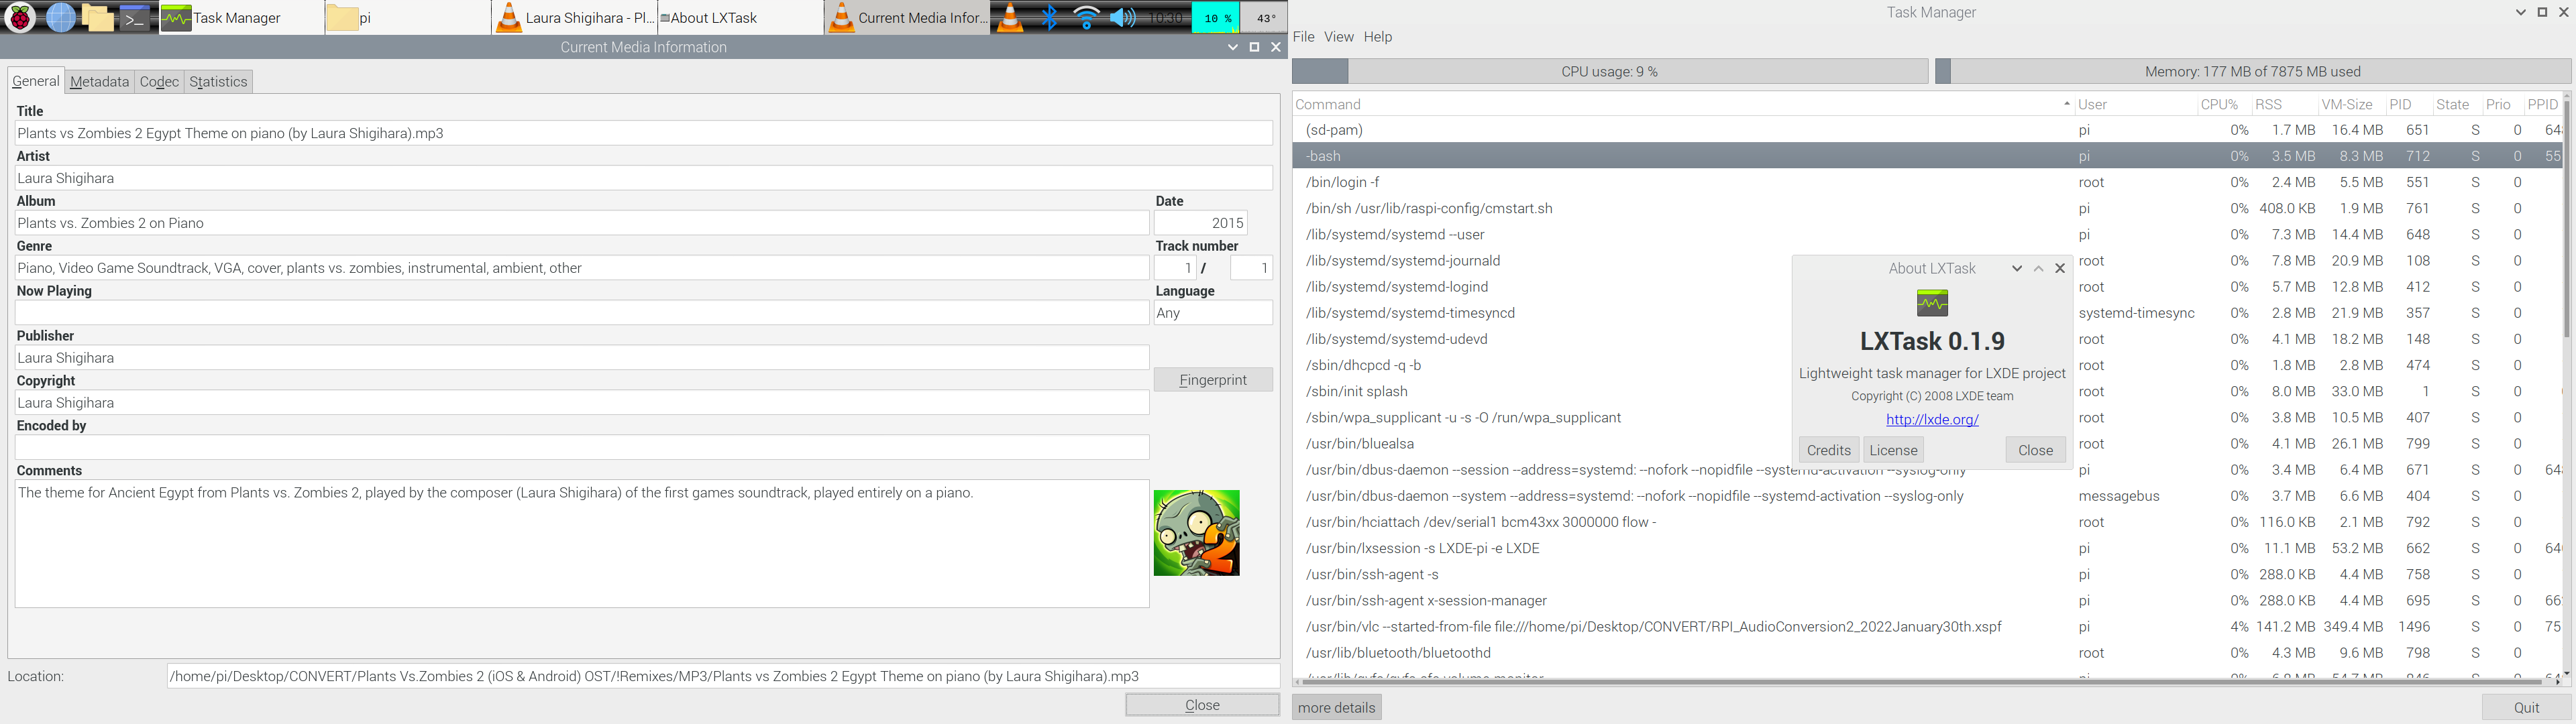 Task Manager
pi
Laura Shigihara - Pl...
About LXTask
Current Media Infor...
10:30
10 %
43°
Current Media Information
General Metadata Codec Statistics
Title
Plants vs Zombies 2 Egypt Theme on piano (by Laura Shigihara).mp3
Artist
Laura Shigihara
Album
Date
Plants vs. Zombies 2 on Piano
2015
Genre
Track number
Piano, Video Game Soundtrack, VGA, cover, plants vs. zombies, instrumental, ambient, other
1 / 1
Now Playing
Language
Any
Publisher
Laura Shigihara
Fingerprint
Copyright
Laura Shigihara
Encoded by
Comments
The theme for Ancient Egypt from Plants vs. Zombies 2, played by the composer (Laura Shigihara) of the first games soundtrack, played entirely on a piano.
2
Location: /home/pi/Desktop/CONVERT/Plants Vs.Zombies 2 (iOS & Android) OST/!Remixes/MP3/Plants vs Zombies 2 Egypt Theme on piano (by Laura Shigihara).mp3
Close
Task Manager
File View Help
CPU usage: 9 %
Memory: 177 MB of 7875 MB used
Command User CPU% RSS VM-Size PID State Prio PPID
(sd-pam) pi 0% 1.7 MB 16.4 MB 651 S 0 64
-bash pi 0% 3.5 MB 8.3 MB 712 S 0 55
/bin/login -f root 0% 2.4 MB 5.5 MB 551 S 0
/bin/sh /usr/lib/raspi-config/cmstart.sh pi 0% 408.0 KB 1.9 MB 761 S 0
/lib/systemd/systemd --user pi 0% 7.3 MB 14.4 MB 648 S 0
/lib/systemd/systemd-journald root 0% 7.8 MB 20.9 MB 108 S 0
/lib/systemd/systemd-logind root 0% 5.7 MB 12.8 MB 412 S 0
/lib/systemd/systemd-timesyncd systemd-timesync 0% 2.8 MB 21.9 MB 357 S 0
/lib/systemd/systemd-udevd root 0% 4.1 MB 18.2 MB 148 S 0
/sbin/dhcpcd -q -b root 0% 1.8 MB 2.8 MB 474 S 0
/sbin/init splash root 0% 8.0 MB 33.0 MB 1 S 0
/sbin/wpa_supplicant -u -s -O /run/wpa_supplicant root 0% 3.8 MB 10.5 MB 407 S 0
/usr/bin/bluealsa root 0% 4.1 MB 26.1 MB 799 S 0
/usr/bin/dbus-daemon --session --address=systemd: --nofork --nopidfile --systemd-activation --syslog-only pi 0% 3.4 MB 6.4 MB 671 S 0 64
/usr/bin/dbus-daemon --system --address=systemd: --nofork --nopidfile --systemd-activation --syslog-only messagebus 0% 3.7 MB 6.6 MB 404 S 0
/usr/bin/hciattach /dev/serial1 bcm43xx 3000000 flow - root 0% 116.0 KB 2.1 MB 792 S 0
/usr/bin/lxsession -s LXDE-pi -e LXDE pi 0% 11.1 MB 53.2 MB 662 S 0 64
/usr/bin/ssh-agent -s pi 0% 288.0 KB 4.4 MB 758 S 0
/usr/bin/ssh-agent x-session-manager pi 0% 288.0 KB 4.4 MB 695 S 0 66
/usr/bin/vlc --started-from-file file:///home/pi/Desktop/CONVERT/RPI_AudioConversion2_2022January30th.xspf pi 4% 141.2 MB 349.4 MB 1496 S 0 75
/usr/lib/bluetooth/bluetoothd root 0% 4.3 MB 9.6 MB 798 S 0
more details
Quit
About LXTask
LXTask 0.1.9
Lightweight task manager for LXDE project
Copyright (C) 2008 LXDE team
http://lxde.org/
Credits License Close